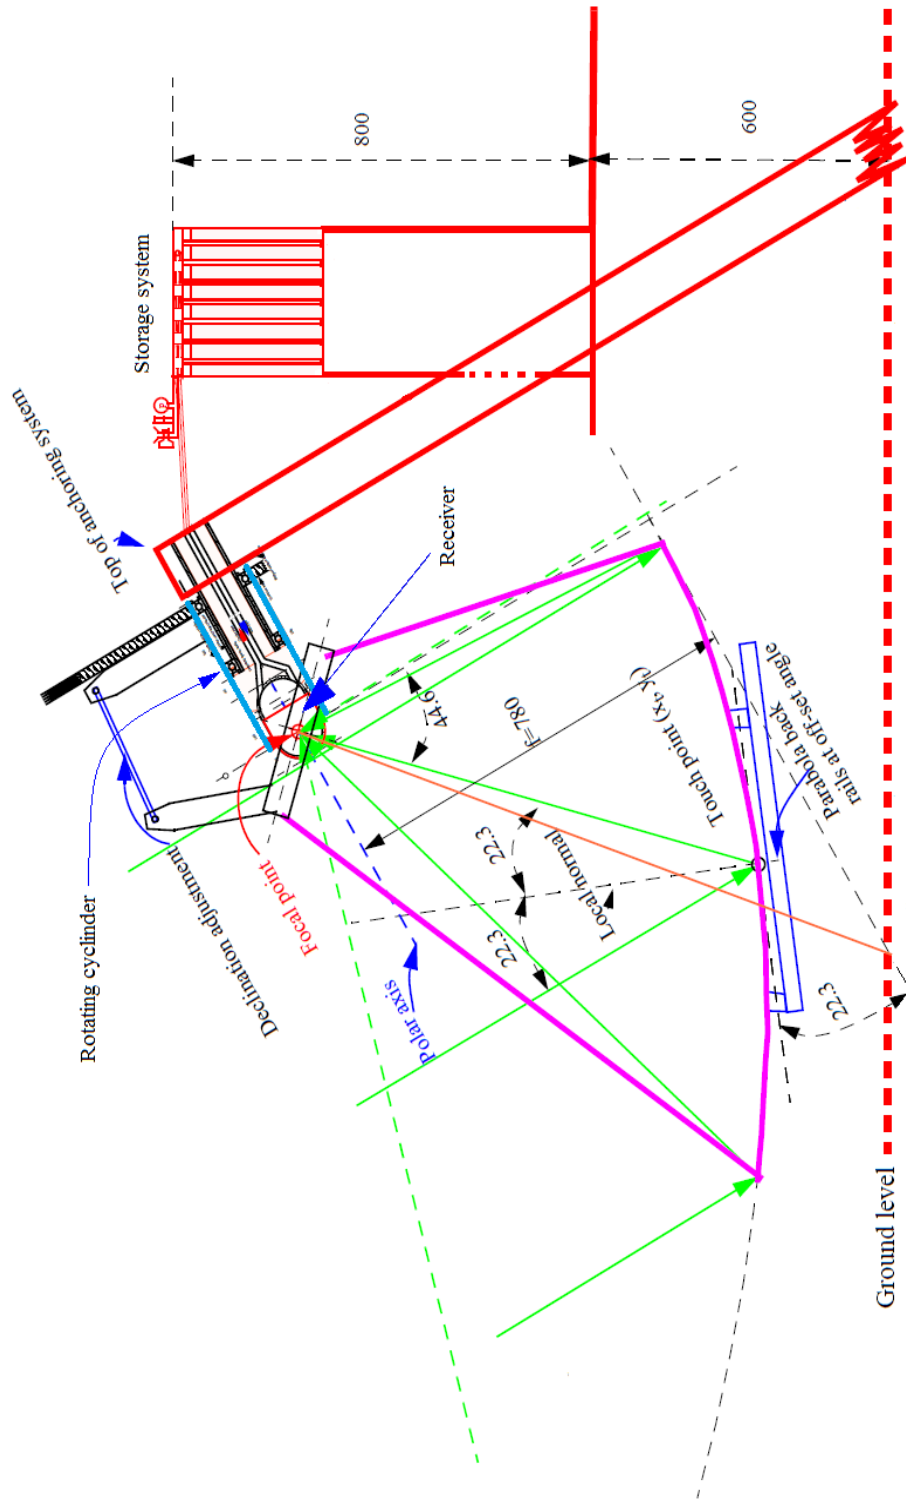 800
600
Storage system
Top of anchoring system
Receiver
44.6
f=780
Touch point (x₁, y₁)
Parabola back
rails at off-set angle
22.3
Local normal
22.3
22.3
Focal point
Declination adjustment
Rotating cyclinder
Polar axis
Ground level